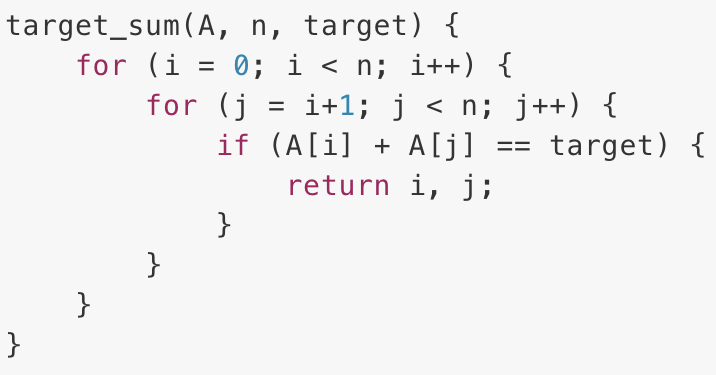 target_sum(A, n, target) {
    for (i = 0; i < n; i++) {
        for (j = i+1; j < n; j++) {
            if (A[i] + A[j] == target) {
                return i, j;
            }
        }
    }
}